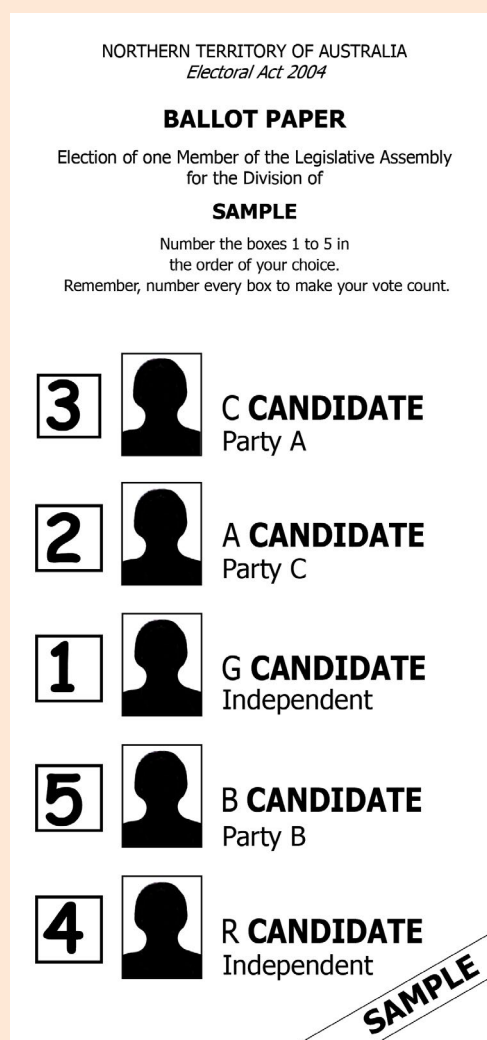 NORTHERN TERRITORY OF AUSTRALIA
Electoral Act 2004
BALLOT PAPER
Election of one Member of the Legislative Assembly
for the Division of
SAMPLE
Number the boxes 1 to 5 in
the order of your choice.
Remember, number every box to make your vote count.
3 C CANDIDATE
Party A
2 A CANDIDATE
Party C
1 G CANDIDATE
Independent
5 B CANDIDATE
Party B
4 R CANDIDATE
Independent
SAMPLE